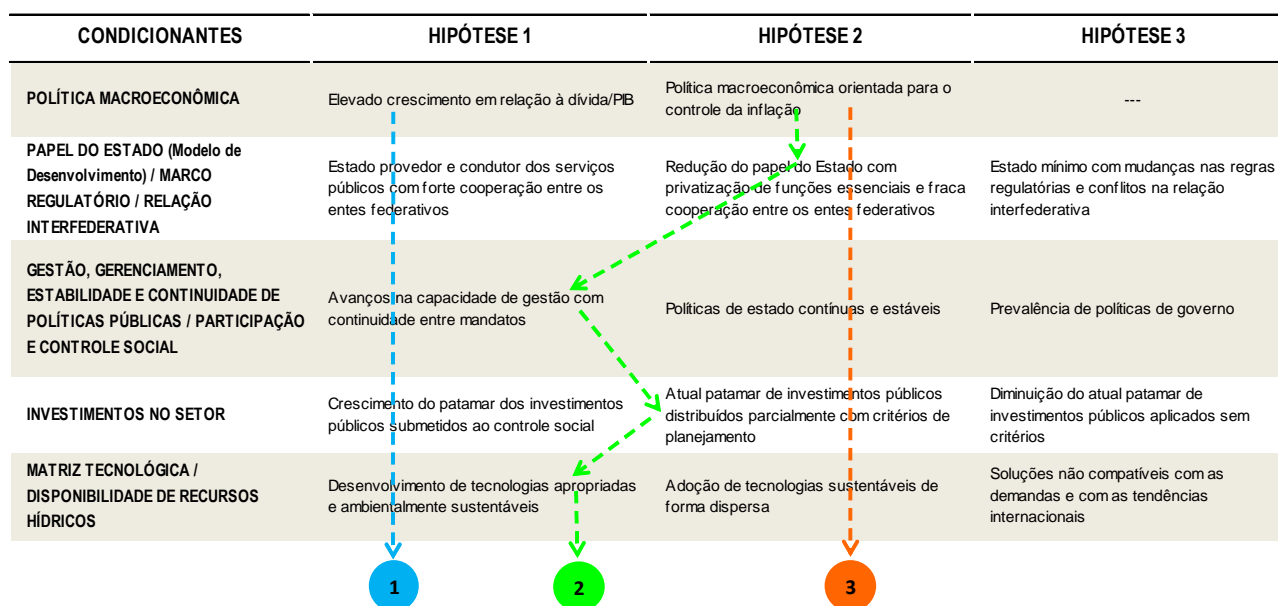 CONDICIONANTES
HIPÓTESE 1
HIPÓTESE 2
HIPÓTESE 3
POLÍTICA MACROECONÔMICA
Elevado crescimento em relação à dívida/PIB
Política macroeconômica orientada para o
controle da inflação
---
PAPEL DO ESTADO (Modelo de
Desenvolvimento) / MARCO
REGULATÓRIO / RELAÇÃO
INTERFEDERATIVA
Estado provedor e condutor dos serviços
públicos com forte cooperação entre os
entes federativos
Redução do papel do Estado com
privatização de funções essenciais e fraca
cooperação entre os entes federativos
Estado mínimo com mudanças nas regras
regulatórias e conflitos na relação
interfederativa
GESTÃO, GERENCIAMENTO,
ESTABILIDADE E CONTINUIDADE DE
POLÍTICAS PÚBLICAS / PARTICIPAÇÃO
E CONTROLE SOCIAL
Avanços na capacidade de gestão com
continuidade entre mandatos
Políticas de estado contínuas e estáveis
Prevalência de políticas de governo
INVESTIMENTOS NO SETOR
Crescimento do patamar dos investimentos
públicos submetidos ao controle social
Atual patamar de investimentos públicos
distribuídos parcialmente com critérios de
planejamento
Diminuição do atual patamar de
investimentos públicos aplicados sem
critérios
MATRIZ TECNOLÓGICA /
DISPONIBILIDADE DE RECURSOS
HÍDRICOS
Desenvolvimento de tecnologias apropriadas
e ambientalmente sustentáveis
Adoção de tecnologias sustentáveis de
forma dispersa
Soluções não compatíveis com as
demandas e com as tendências
internacionais
1
2
3